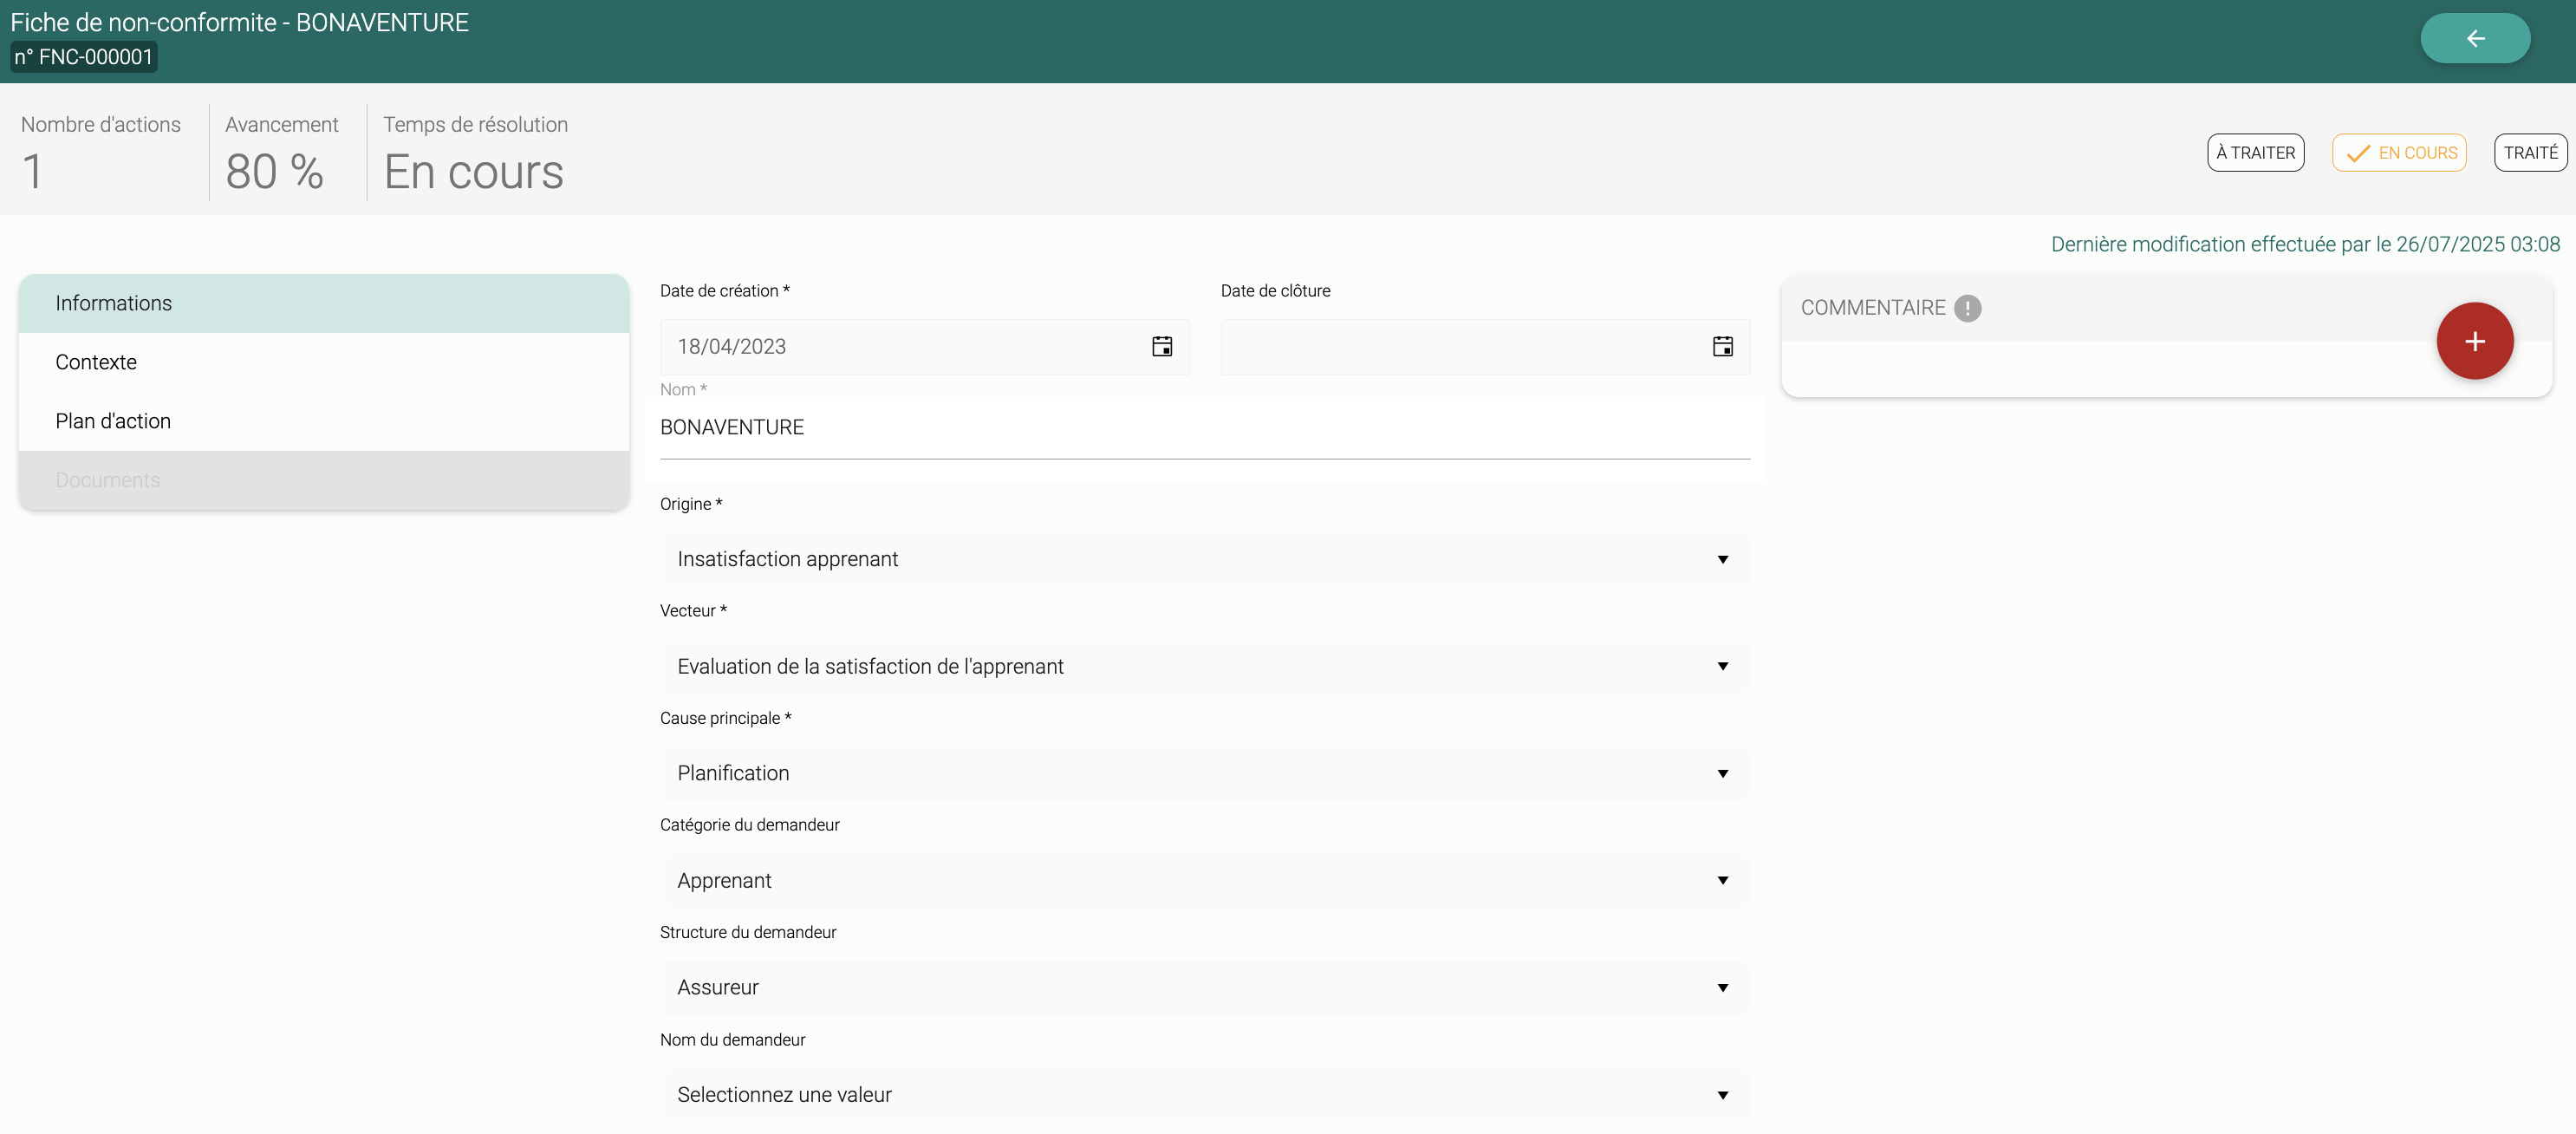 Fiche de non-conformite - BONAVENTURE
n° FNC-000001
Nombre d'actions
1
Avancement
80 %
Temps de résolution
En cours
À TRAITER
EN COURS
TRAITÉ
Dernière modification effectuée par le 26/07/2025 03:08
Informations
Contexte
Plan d'action
Documents
Date de création *
18/04/2023
Date de clôture
Nom *
BONAVENTURE
Origine *
Insatisfaction apprenant
Vecteur *
Evaluation de la satisfaction de l'apprenant
Cause principale *
Planification
Catégorie du demandeur
Apprenant
Structure du demandeur
Assureur
Nom du demandeur
Selectionnez une valeur
COMMENTAIRE